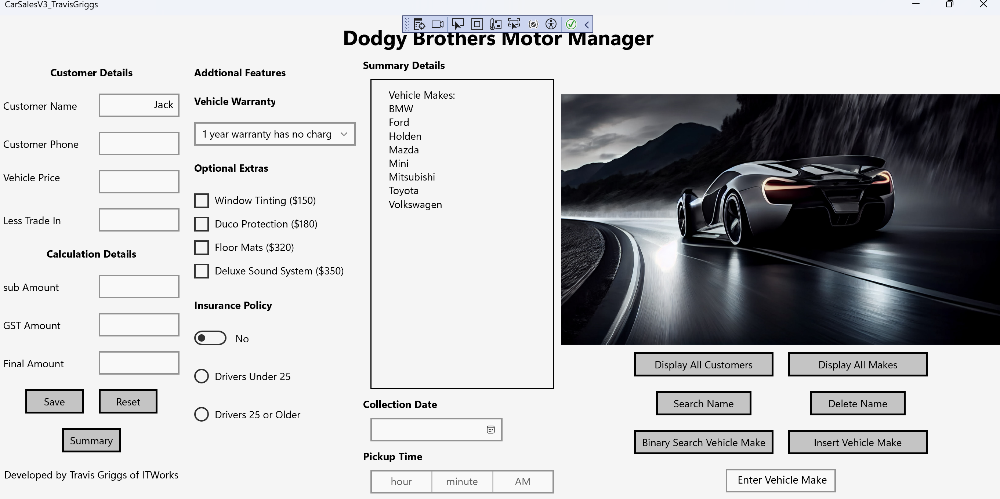 CarSalesV3_TravisGriggs
Dodgy Brothers Motor Manager
Customer Details
Customer Name
Jack
Customer Phone
Vehicle Price
Less Trade In
Calculation Details
sub Amount
GST Amount
Final Amount
Save
Reset
Summary
Developed by Travis Griggs of ITWorks
Addtional Features
Vehicle Warranty
1 year warranty has no charg
Optional Extras
Window Tinting ($150)
Duco Protection ($180)
Floor Mats ($320)
Deluxe Sound System ($350)
Insurance Policy
No
Drivers Under 25
Drivers 25 or Older
Summary Details
Vehicle Makes:
BMW
Ford
Holden
Mazda
Mini
Mitsubishi
Toyota
Volkswagen
Collection Date
Pickup Time
hour minute AM
Display All Customers
Display All Makes
Search Name
Delete Name
Binary Search Vehicle Make
Insert Vehicle Make
Enter Vehicle Make